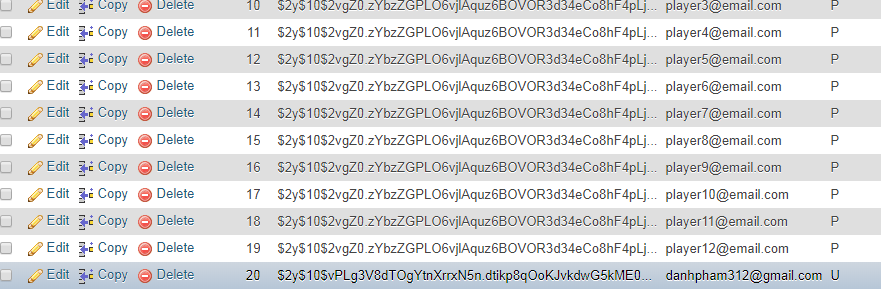 Edit Copy Delete 10 $2y$10$2vgZ0.zYbzZGPLO6vjlAquz6BOVOR3d34eCo8hF4pLj... player3@email.com P
Edit Copy Delete 11 $2y$10$2vgZ0.zYbzZGPLO6vjlAquz6BOVOR3d34eCo8hF4pLj... player4@email.com P
Edit Copy Delete 12 $2y$10$2vgZ0.zYbzZGPLO6vjlAquz6BOVOR3d34eCo8hF4pLj... player5@email.com P
Edit Copy Delete 13 $2y$10$2vgZ0.zYbzZGPLO6vjlAquz6BOVOR3d34eCo8hF4pLj... player6@email.com P
Edit Copy Delete 14 $2y$10$2vgZ0.zYbzZGPLO6vjlAquz6BOVOR3d34eCo8hF4pLj... player7@email.com P
Edit Copy Delete 15 $2y$10$2vgZ0.zYbzZGPLO6vjlAquz6BOVOR3d34eCo8hF4pLj... player8@email.com P
Edit Copy Delete 16 $2y$10$2vgZ0.zYbzZGPLO6vjlAquz6BOVOR3d34eCo8hF4pLj... player9@email.com P
Edit Copy Delete 17 $2y$10$2vgZ0.zYbzZGPLO6vjlAquz6BOVOR3d34eCo8hF4pLj... player10@email.com P
Edit Copy Delete 18 $2y$10$2vgZ0.zYbzZGPLO6vjlAquz6BOVOR3d34eCo8hF4pLj... player11@email.com P
Edit Copy Delete 19 $2y$10$2vgZ0.zYbzZGPLO6vjlAquz6BOVOR3d34eCo8hF4pLj... player12@email.com P
Edit Copy Delete 20 $2y$10$vPLg3V8dTOgYtnXrrxN5n.dtikp8qOoKJvkdwG5kME0... danhpham312@gmail.com U